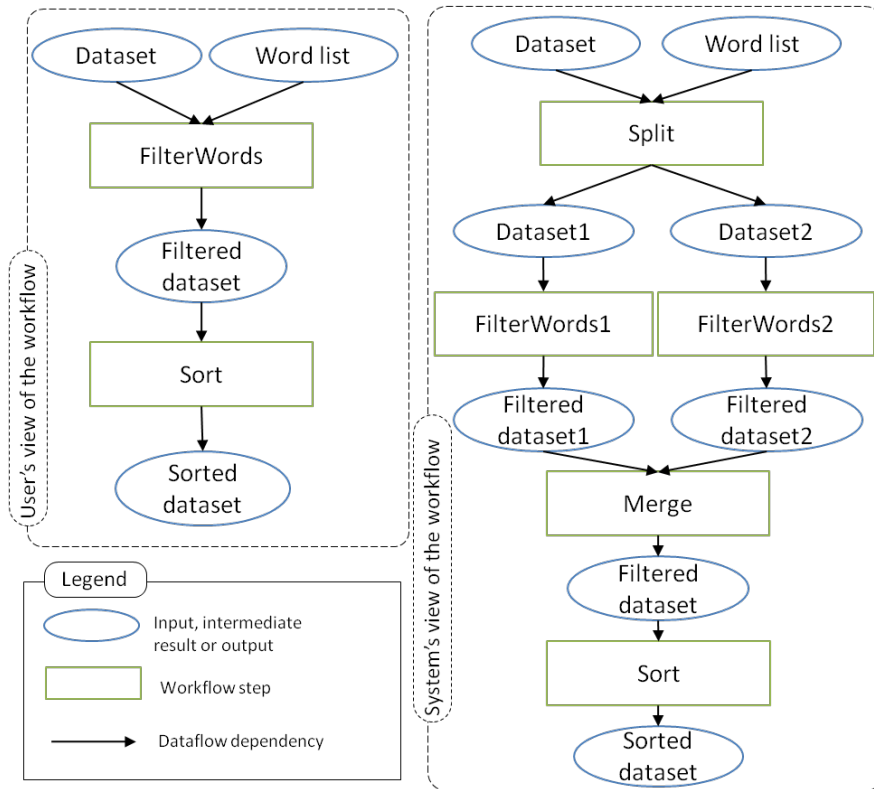 Dataset
Word list
FilterWords
Filtered
dataset
Sort
Sorted
dataset
User's view of the workflow
Legend
Input, intermediate
result or output
Workflow step
Dataflow dependency
Dataset
Word list
Split
Dataset1
Dataset2
FilterWords1
FilterWords2
Filtered
dataset1
Filtered
dataset2
Merge
Filtered
dataset
Sort
Sorted
dataset
System's view of the workflow